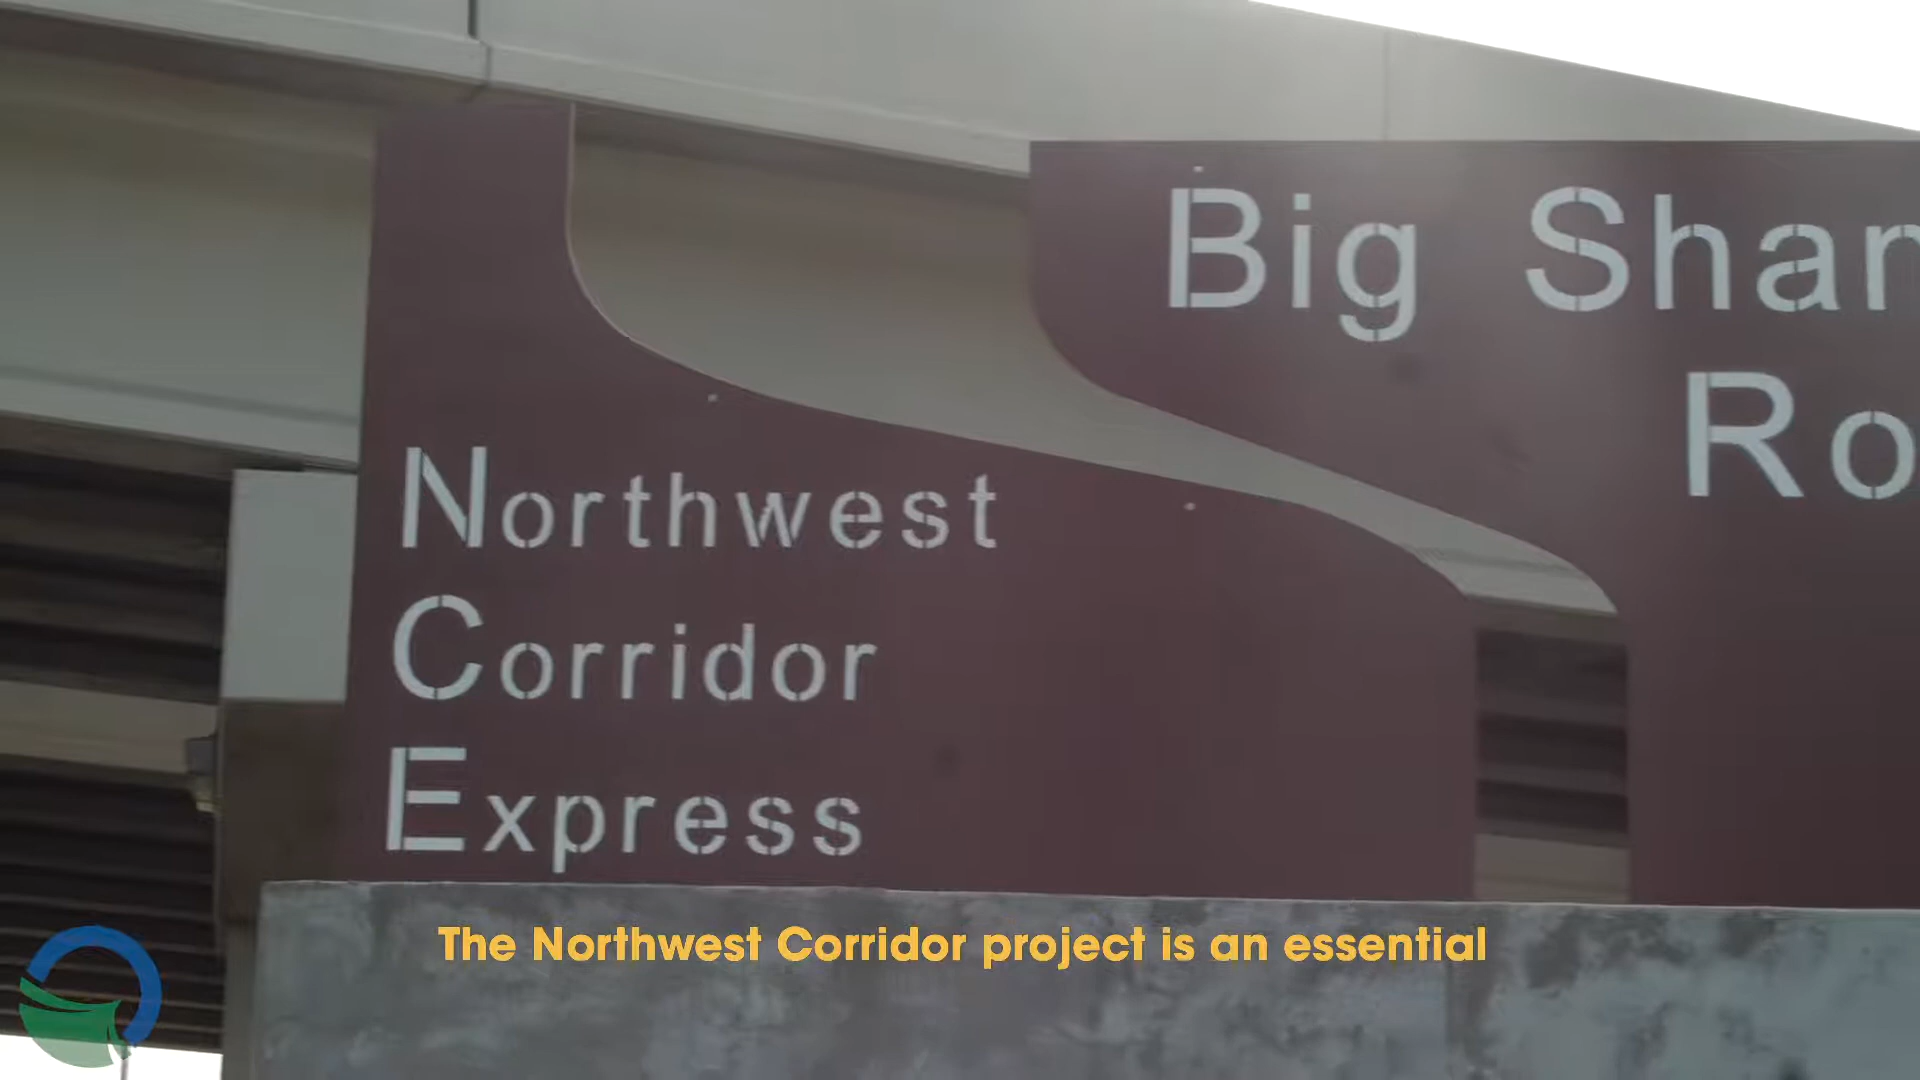 Big
Northwest
Corridor
Express
The Northwest Corridor project is an essential